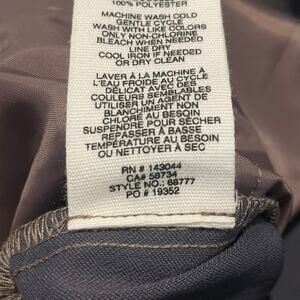 100% POLYESTER
MACHINE WASH COLD
GENTLE CYCLE
WASH WITH LIKE COLORS
ONLY NON-CHLORINE
BLEACH WHEN NEEDED
LINE DRY
COOL IRON IF NEEDED
OR DRY CLEAN
LAVER À LA MACHINE À
L'EAU FROIDE AU CYCLE
DÉLICAT AVEC DES
COULEURS SEMBLABLES
UTILISER UN AGENT DE
BLANCHIMENT NON
CHLORÉ AU BESOIN
SUSPENDRE POUR SÉCHER
REPASSER À BASSE
TEMPÉRATURE AU BESOIN
OU NETTOYER À SEC
RN # 143044
CA# 58734
STYLE NO.: 68777
PO # 19352